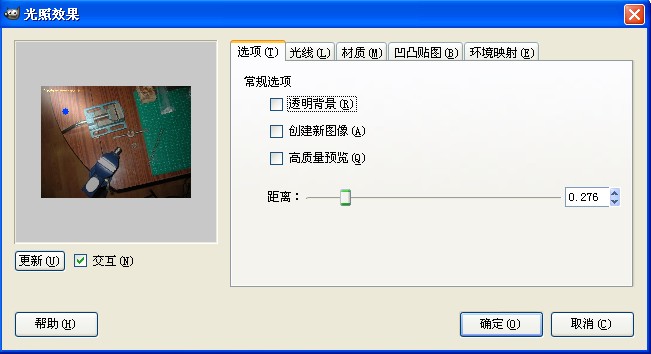 光照效果
选项(T)
光线(L)
材质(M)
凹凸贴图(B)
环境映射(E)
常规选项
透明背景(R)
创建新图像(A)
高质量预览(Q)
距离：
0.276
更新(U)
交互(N)
帮助(H)
确定(O)
取消(C)